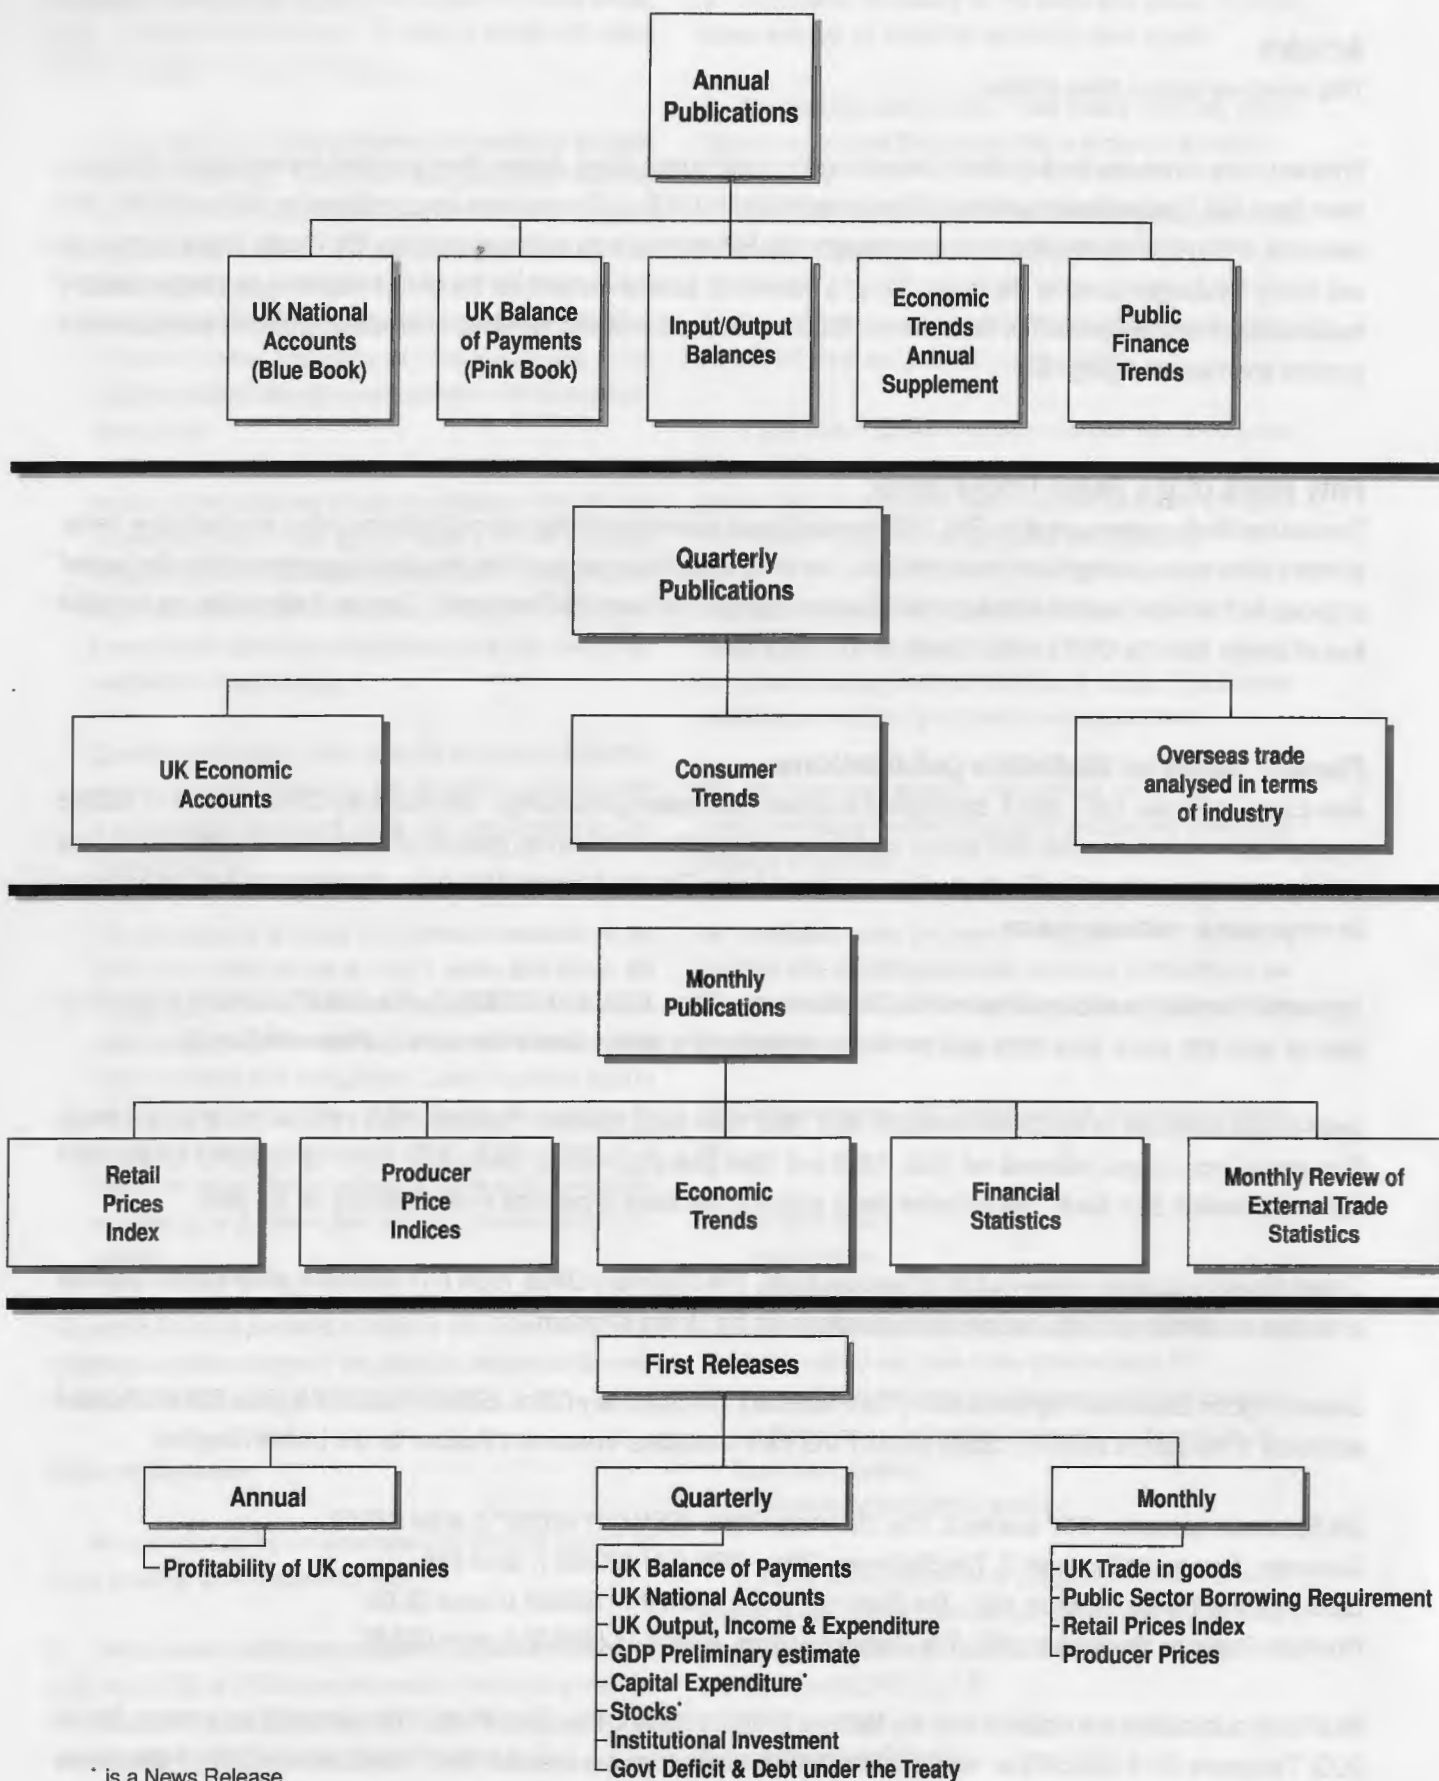 Annual
Publications
UK National
Accounts
(Blue Book)
UK Balance
of Payments
(Pink Book)
Input/Output
Balances
Economic
Trends
Annual
Supplement
Public
Finance
Trends
Quarterly
Publications
UK Economic
Accounts
Consumer
Trends
Overseas trade
analysed in terms
of industry
Monthly
Publications
Retail
Prices
Index
Producer
Price
Indices
Economic
Trends
Financial
Statistics
Monthly Review of
External Trade
Statistics
First Releases
Annual
Profitability of UK companies
Quarterly
UK Balance of Payments
UK National Accounts
UK Output, Income & Expenditure
GDP Preliminary estimate
Capital Expenditure*
Stocks*
Institutional Investment
Govt Deficit & Debt under the Treaty
Monthly
UK Trade in goods
Public Sector Borrowing Requirement
Retail Prices Index
Producer Prices
* is a News Release